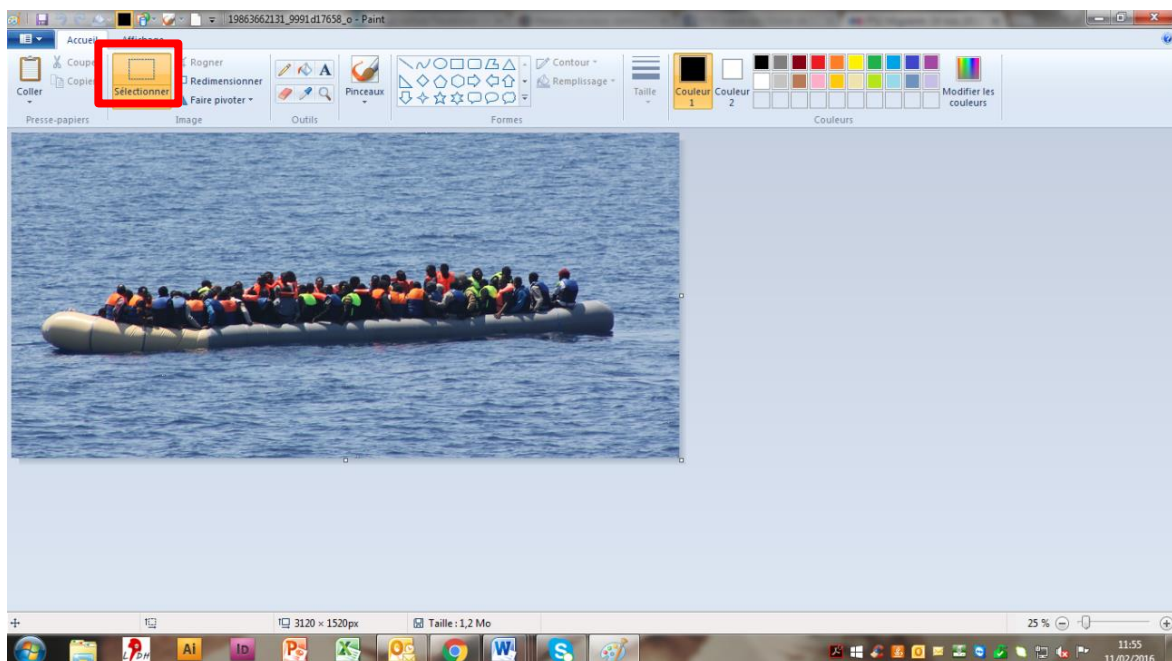 19863662131_9991d17658_o - Paint
Accueil Affichage
Coller
Couper
Copier
Sélectionner
Rogner
Redimensionner
Faire pivoter
A
Pinceaux
Contour
Remplissage
Taille
Couleur 1
Couleur 2
Modifier les couleurs
Presse-papiers Image Outils Formes Couleurs
3120 × 1520px Taille : 1,2 Mo 25 %
LDH Ai ID W S
11:55
11/02/2016